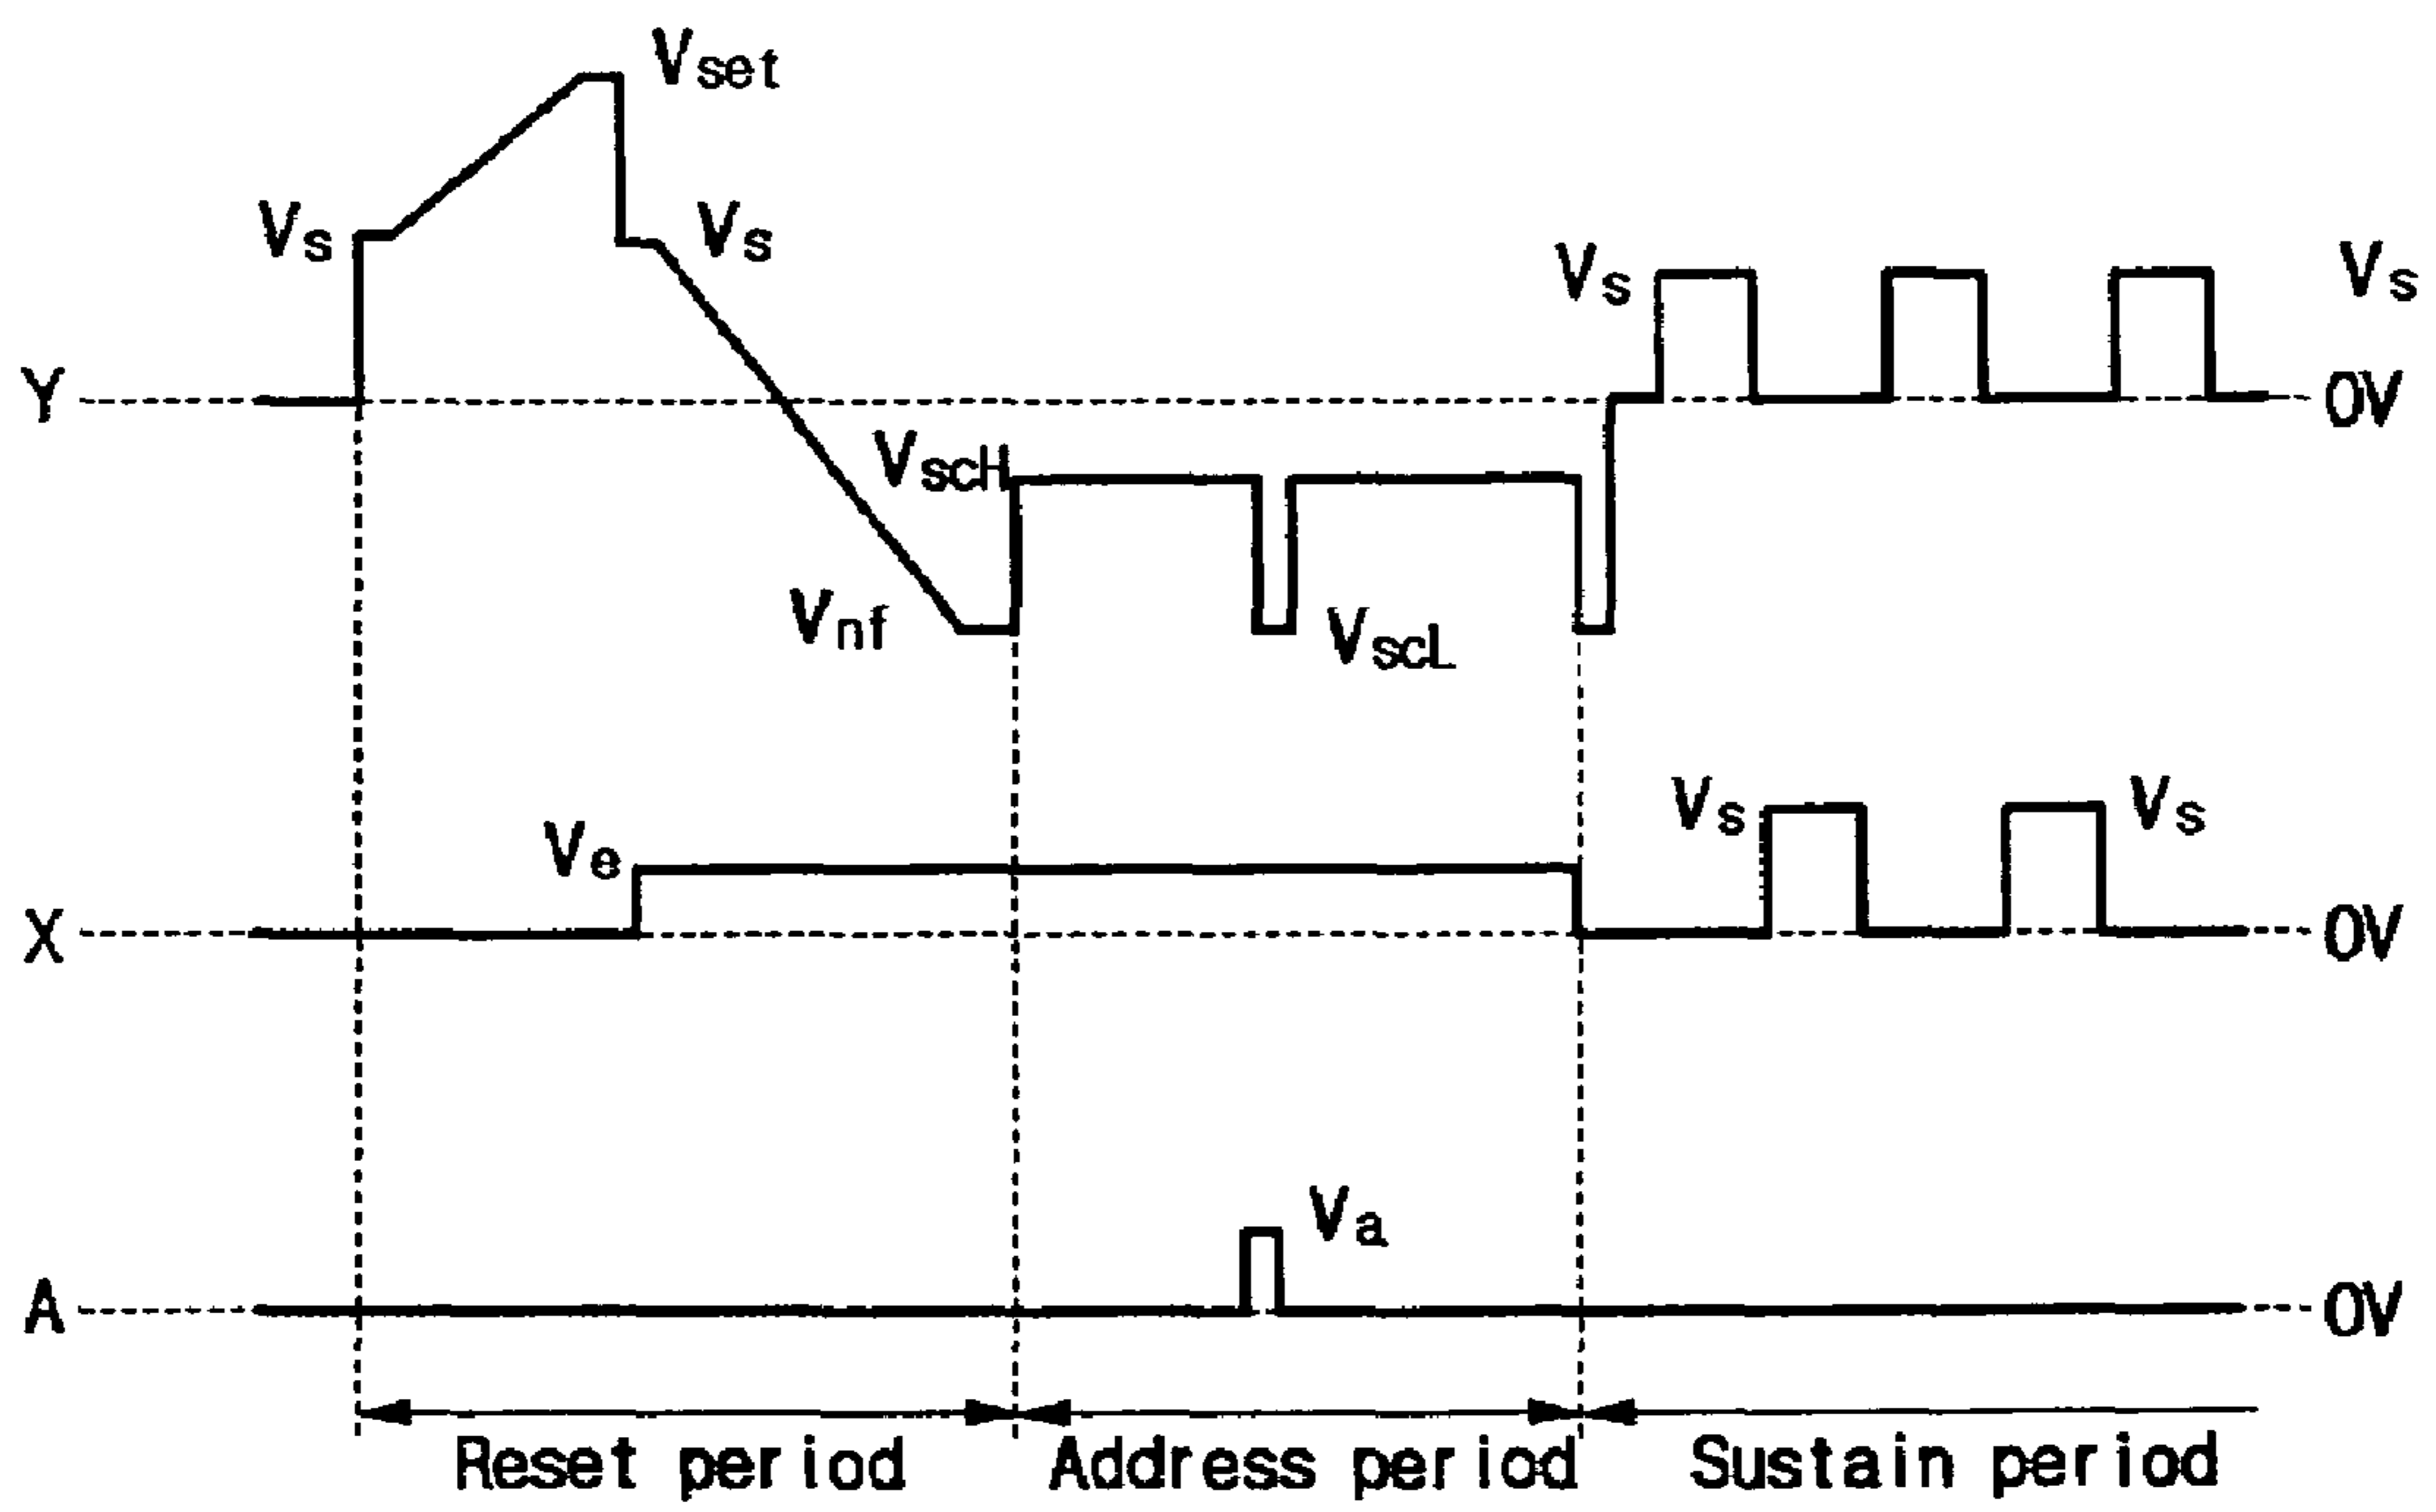 Vset
Vs
Vs
Vs
Vs
Y
0V
VscH
Vnf
VscL
Vs
Vs
Ve
X
0V
Va
A
0V
Reset period
Address period
Sustain period